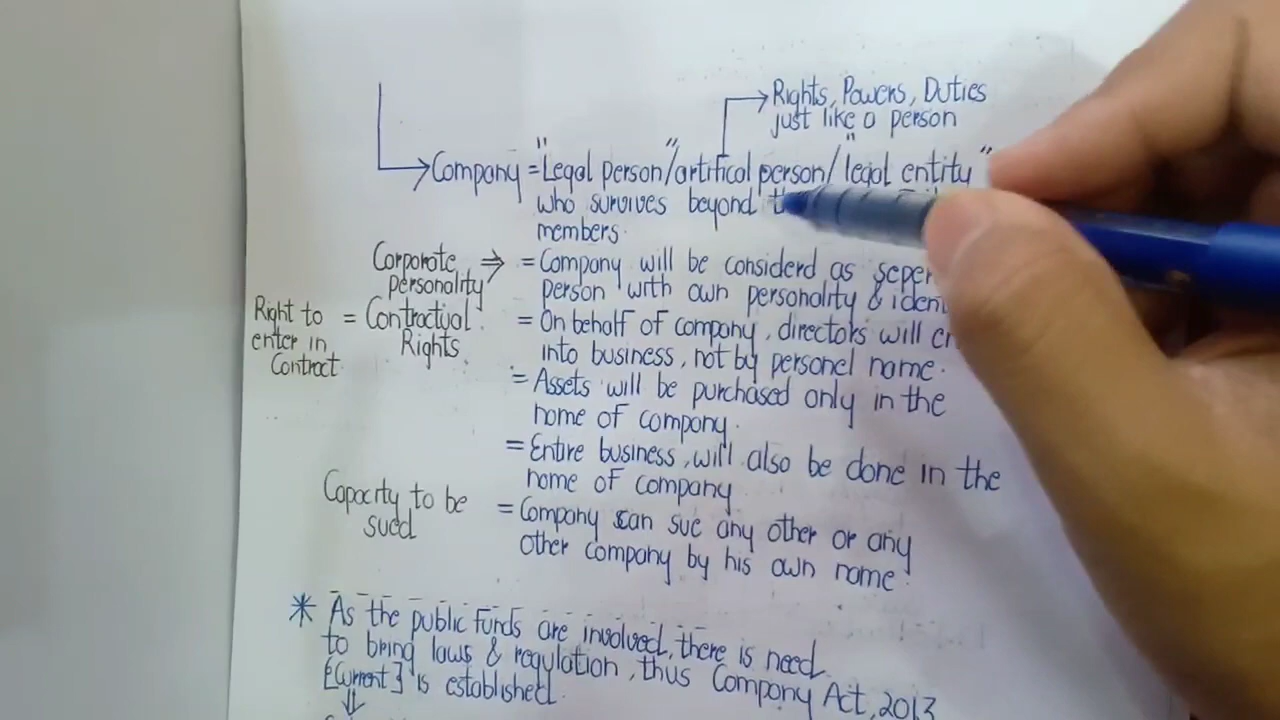 Rights, Powers, Duties
just like a person
Company = "Legal person"/artifical person/"legal entity"
who survives beyond
members.
Corporate
personality ⇒
= Company will be considerd as
person with own personality &
Right to
enter in
Contract
= Contractual
Rights
= On behalf of company, directors will
into business, not by personel name.
= Assets will be purchased only in the
name of company.
= Entire business, will also be done in the
name of company
Capacity to be
sued
= Company can sue any other or any
other company by his own name
* As the public funds are involved, there is need
to bring laws & regulation, thus Company Act, 2013
[Current] is established.